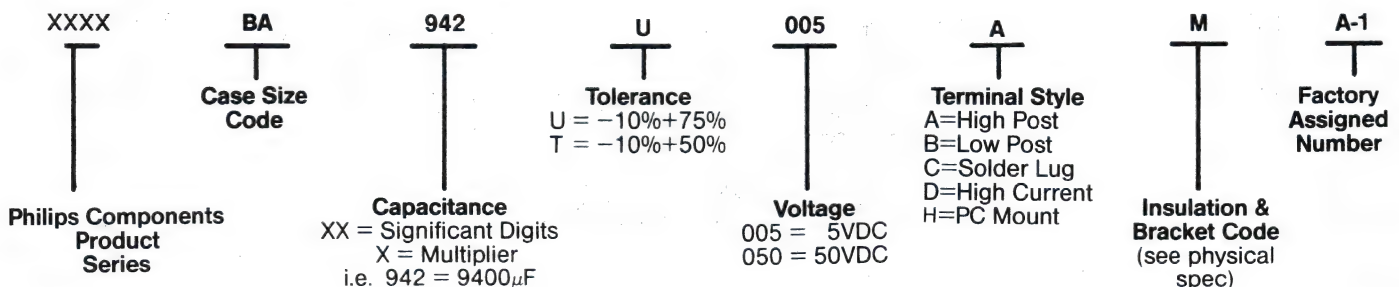 XXXX BA 942 U 005 A M A-1
Case Size
Code
Tolerance
U = −10%+75%
T = −10%+50%
Terminal Style
A=High Post
B=Low Post
C=Solder Lug
D=High Current
H=PC Mount
Factory
Assigned
Number
Philips Components
Product
Series
Capacitance
XX = Significant Digits
X = Multiplier
i.e. 942 = 9400µF
Voltage
005 = 5VDC
050 = 50VDC
Insulation &
Bracket Code
(see physical
spec)